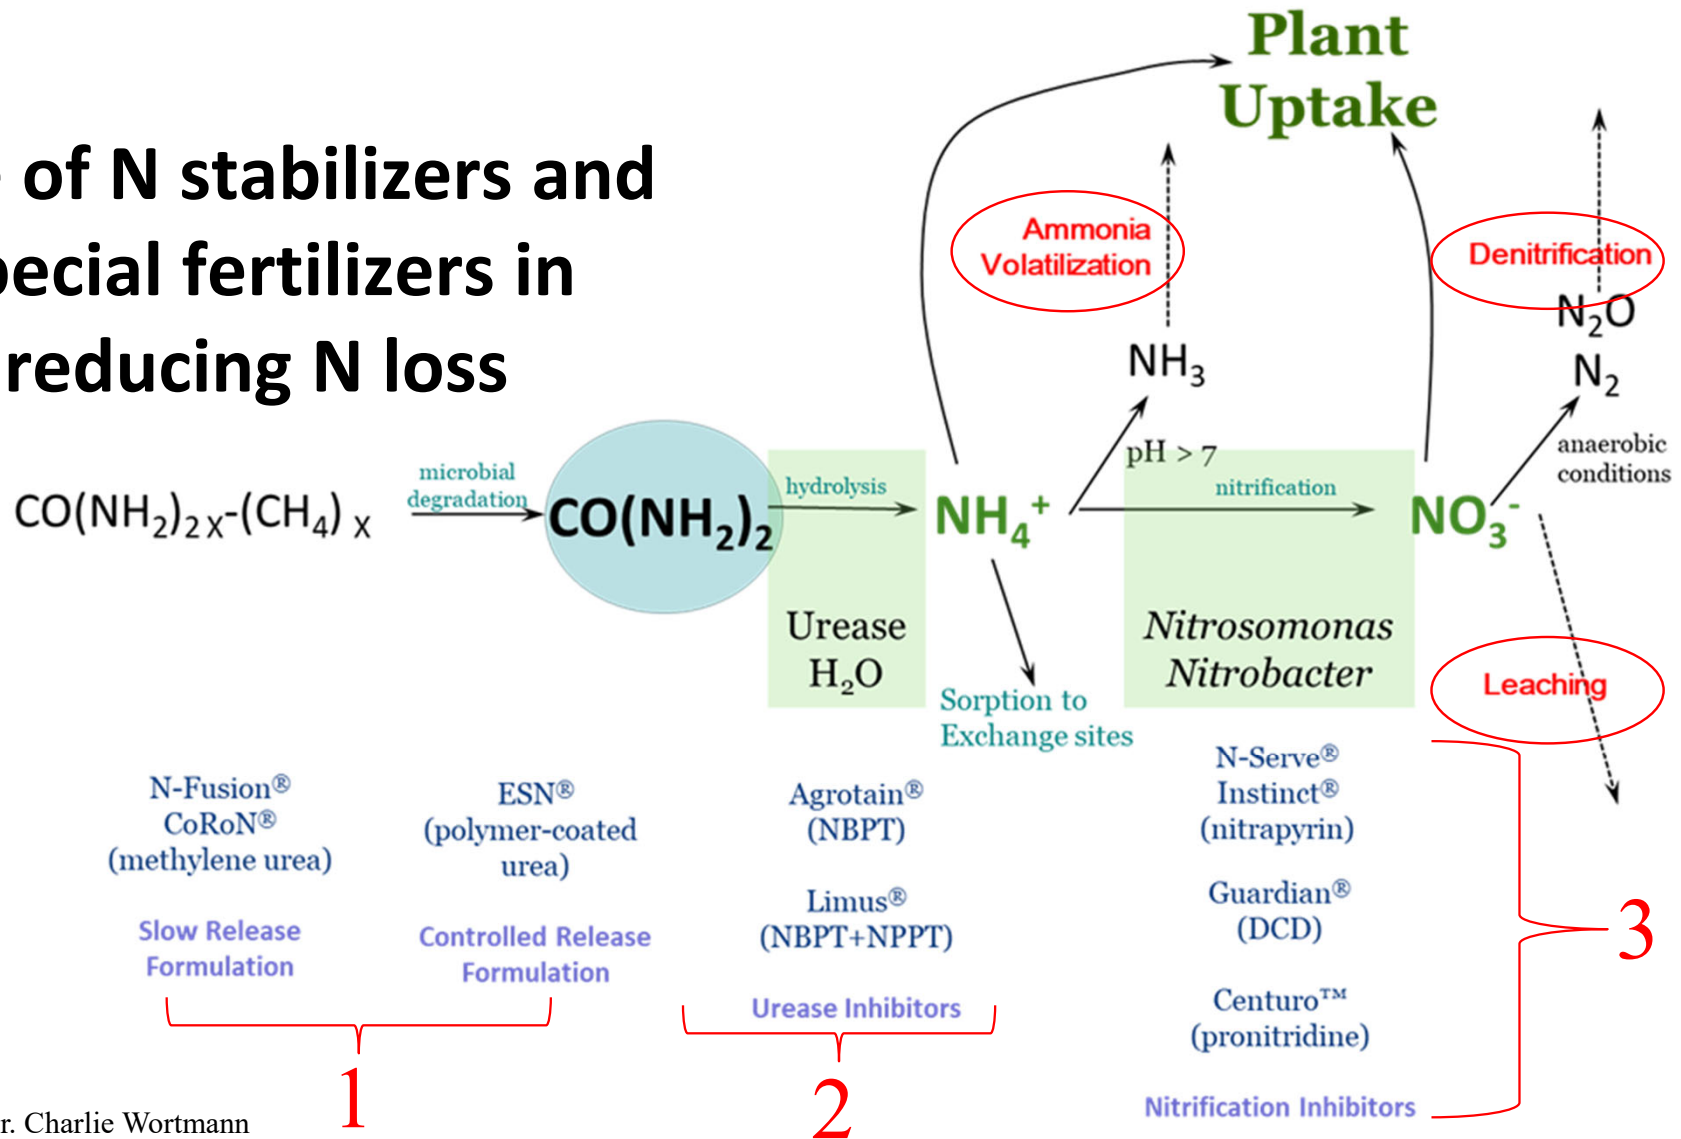 of N stabilizers and
pecial fertilizers in
reducing N loss
Plant
Uptake
Ammonia
Volatilization
Denitrification
N₂O
N₂
NH₃
pH > 7
anaerobic
conditions
CO(NH₂)₂ₓ-(CH₄)ₓ
microbial
degradation
CO(NH₂)₂
hydrolysis
NH₄⁺
nitrification
NO₃⁻
Urease
H₂O
Nitrosomonas
Nitrobacter
Sorption to
Exchange sites
Leaching
N-Fusion®
CoRoN®
(methylene urea)
Slow Release
Formulation
ESN®
(polymer-coated
urea)
Controlled Release
Formulation
1
Agrotain®
(NBPT)
Limus®
(NBPT+NPPT)
Urease Inhibitors
2
N-Serve®
Instinct®
(nitrapyrin)
Guardian®
(DCD)
Centuro™
(pronitridine)
Nitrification Inhibitors
3
r. Charlie Wortmann